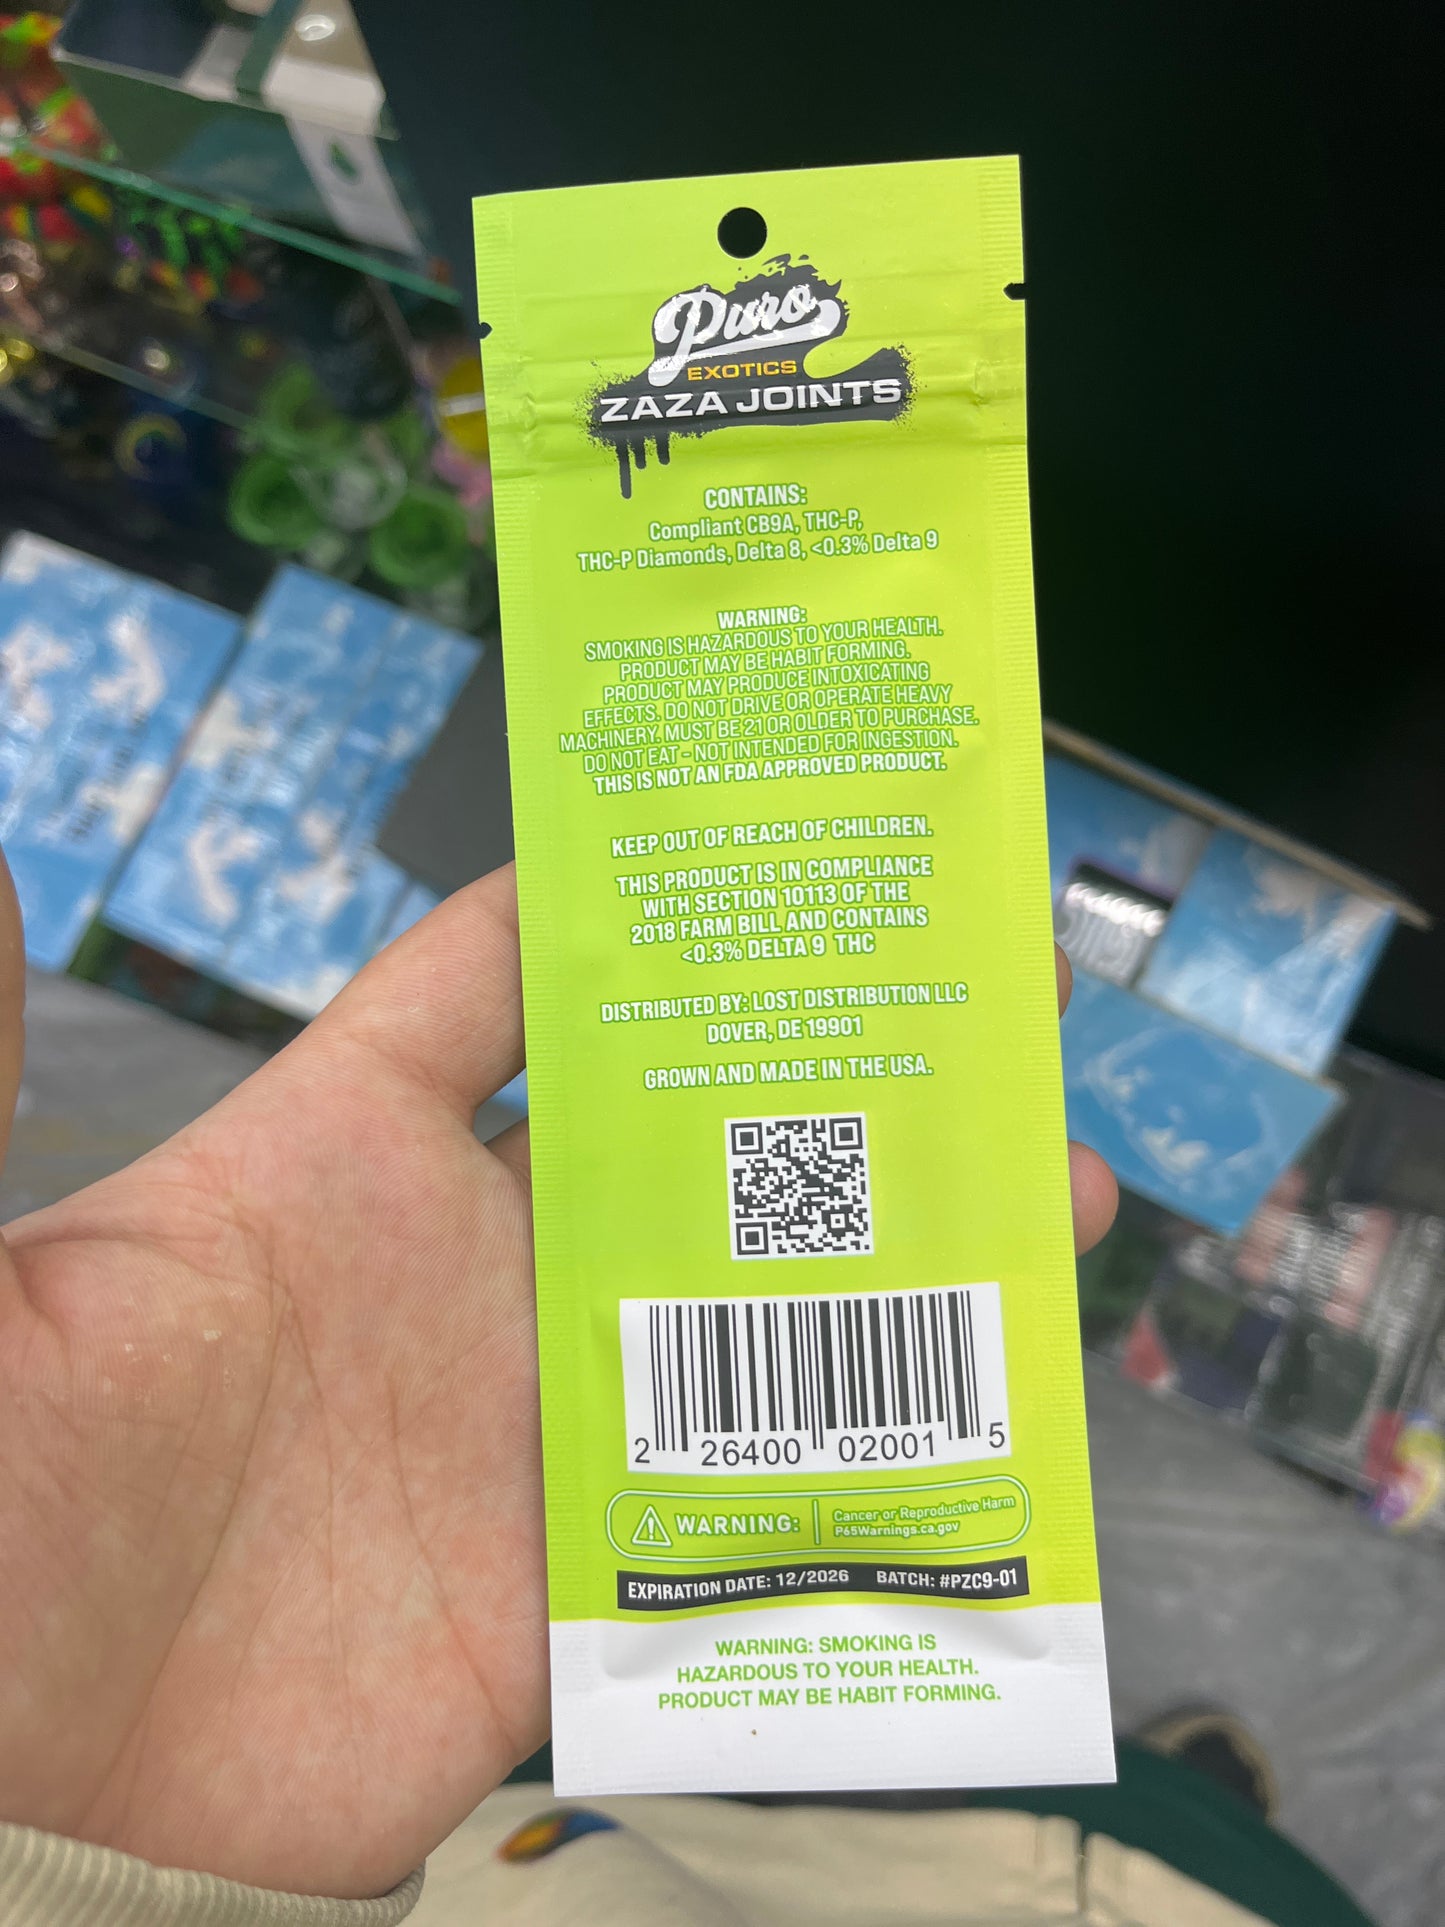 Puro
EXOTICS
ZAZA JOINTS
CONTAINS:
Compliant CB9A, THC-P,
THC-P Diamonds, Delta 8, <0.3% Delta 9
WARNING:
SMOKING IS HAZARDOUS TO YOUR HEALTH.
PRODUCT MAY BE HABIT FORMING.
PRODUCT MAY PRODUCE INTOXICATING
EFFECTS. DO NOT DRIVE OR OPERATE HEAVY
MACHINERY. MUST BE 21 OR OLDER TO PURCHASE.
DO NOT EAT - NOT INTENDED FOR INGESTION.
THIS IS NOT AN FDA APPROVED PRODUCT.
KEEP OUT OF REACH OF CHILDREN.
THIS PRODUCT IS IN COMPLIANCE
WITH SECTION 10113 OF THE
2018 FARM BILL AND CONTAINS
<0.3% DELTA 9 THC
DISTRIBUTED BY: LOST DISTRIBUTION LLC
DOVER, DE 19901
GROWN AND MADE IN THE USA.
2 26400 02001 5
WARNING: Cancer or Reproductive Harm
P65Warnings.ca.gov
EXPIRATION DATE: 12/2026 BATCH: #PZC9-01
WARNING: SMOKING IS
HAZARDOUS TO YOUR HEALTH.
PRODUCT MAY BE HABIT FORMING.